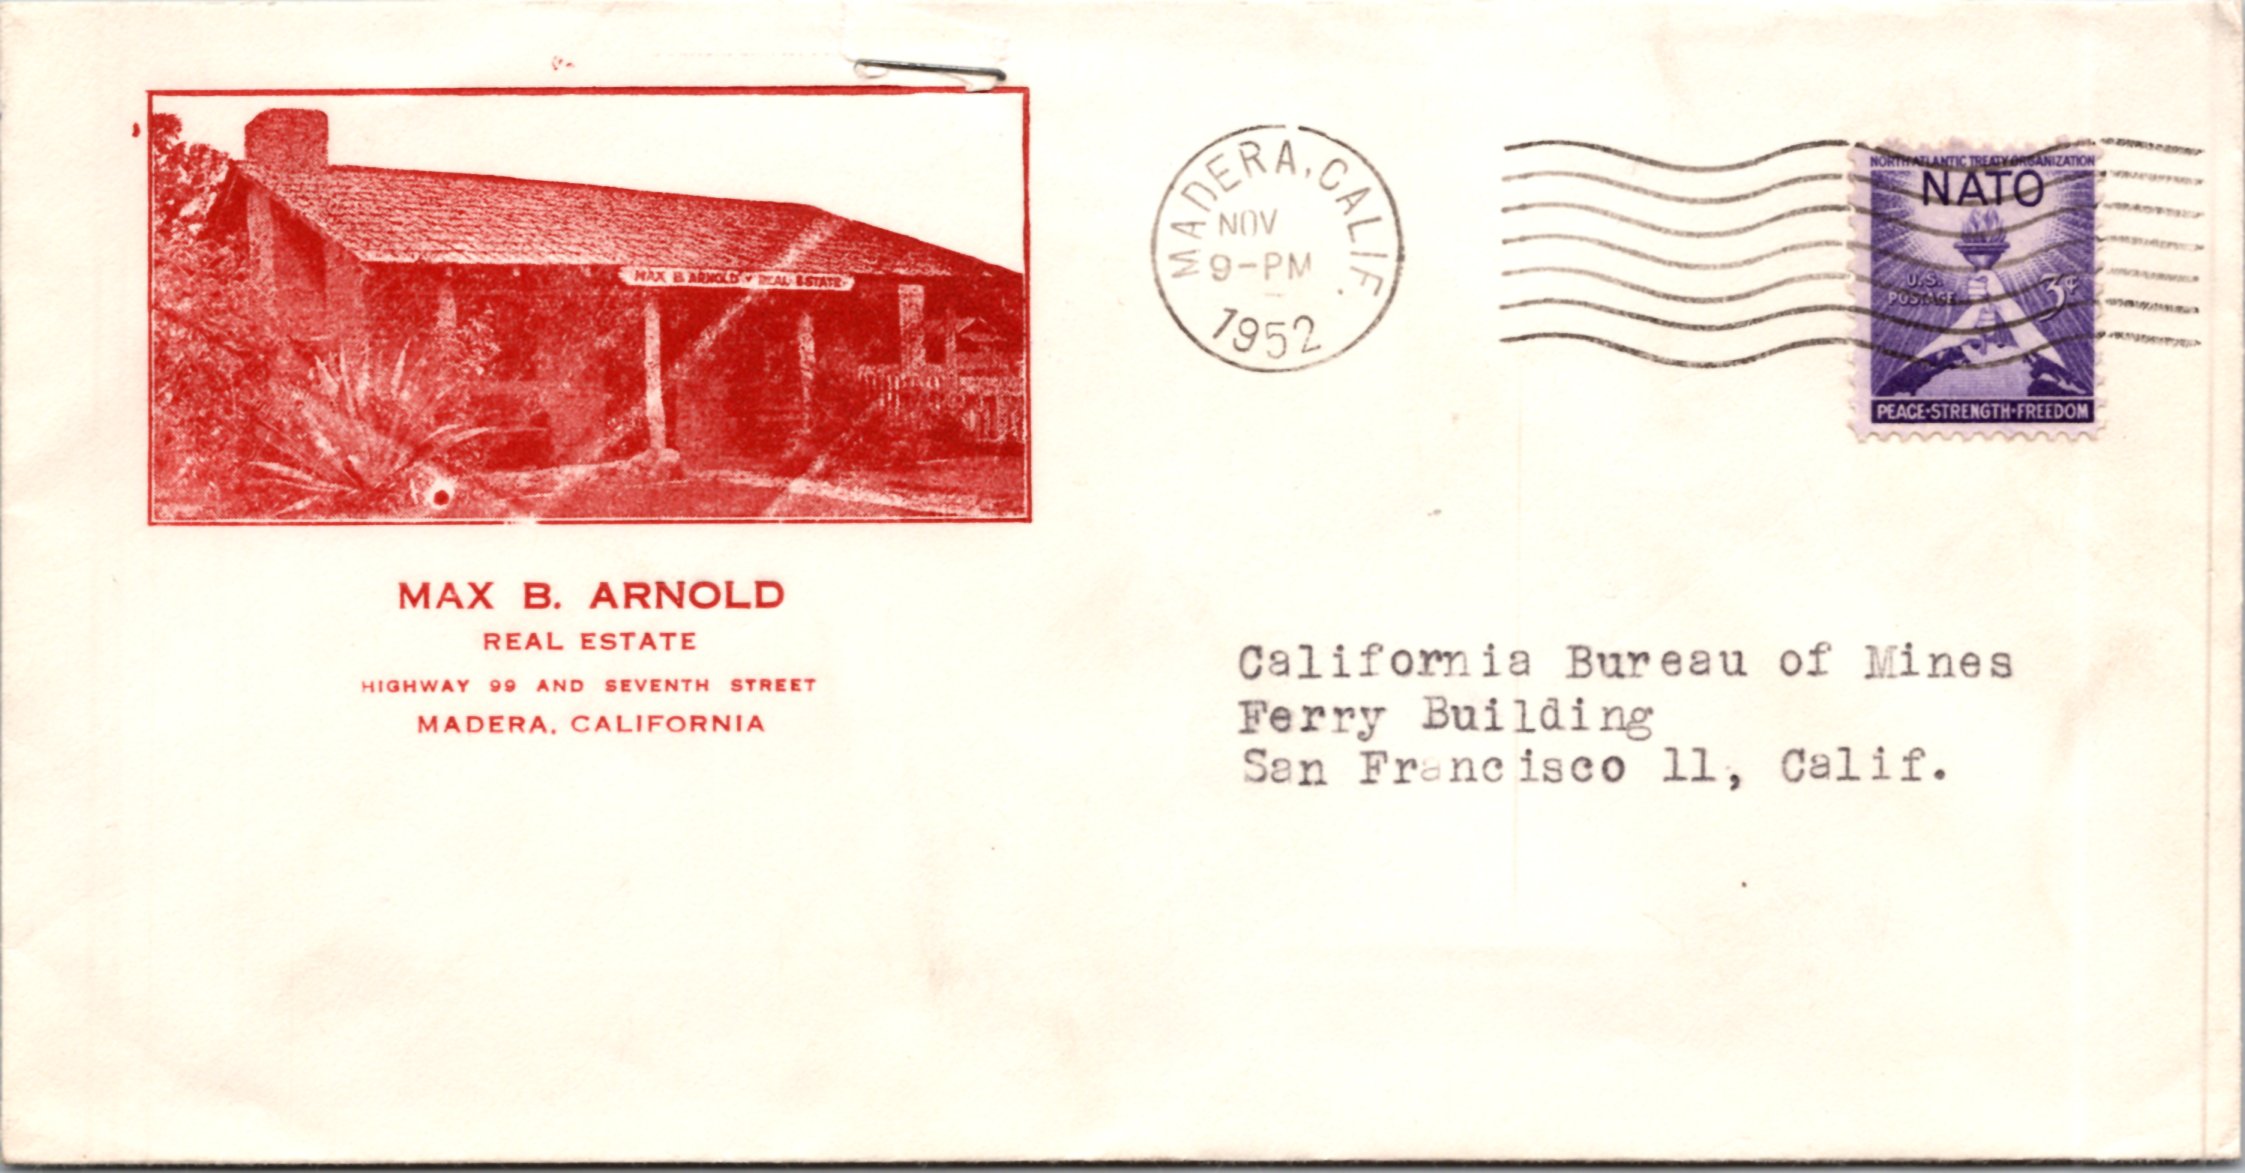 MAX B. ARNOLD • REAL ESTATE
MAX B. ARNOLD
REAL ESTATE
HIGHWAY 99 AND SEVENTH STREET
MADERA, CALIFORNIA
MADERA, CALIF.
NOV
9-PM
1952
NORTH ATLANTIC TREATY ORGANIZATION
NATO
U.S.
POSTAGE
3¢
PEACE•STRENGTH•FREEDOM
California Bureau of Mines
Ferry Building
San Francisco 11, Calif.